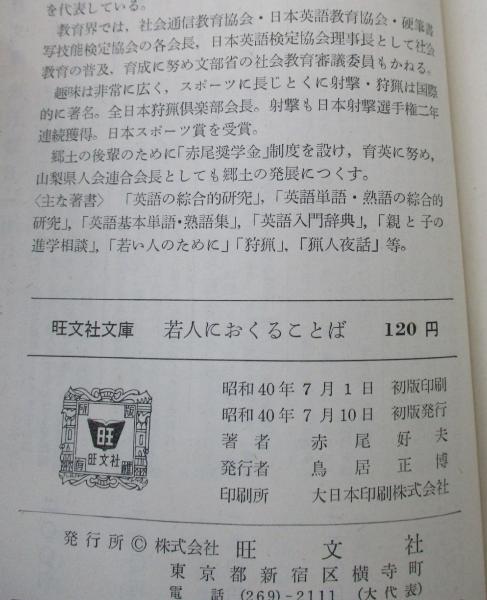 を代表している。
教育界では，社会通信教育協会・日本英語教育協会・硬筆書
写技能検定協会の各会長，日本英語検定協会理事長として社会
教育の普及，育成に努め文部省の社会教育審議委員もかねる。
趣味は非常に広く，スポーツに長じとくに射撃・狩猟は国際
的に著名。全日本狩猟倶楽部会長。射撃も日本射撃選手権二年
連続獲得。日本スポーツ賞を受賞。
郷土の後輩のために「赤尾奨学金」制度を設け，育英に努め，
山梨県人会連合会長としても郷土の発展につくす。
〈主な著書〉 「英語の綜合的研究」，「英語単語・熟語の綜合的
研究」，「英語基本単語・熟語集」，「英語入門辞典」，「親と子の
進学相談」，「若い人のために」「狩猟」，「猟人夜話」等。
旺文社文庫 若人におくることば 120円
昭和40年7月1日 初版印刷
昭和40年7月10日 初版発行
著者 赤尾好夫
発行者 鳥居正博
印刷所 大日本印刷株式会社
旺
旺文社
発行所 © 株式会社 旺文社
東京都新宿区横寺町
電話 (269)-2111 (大代表)